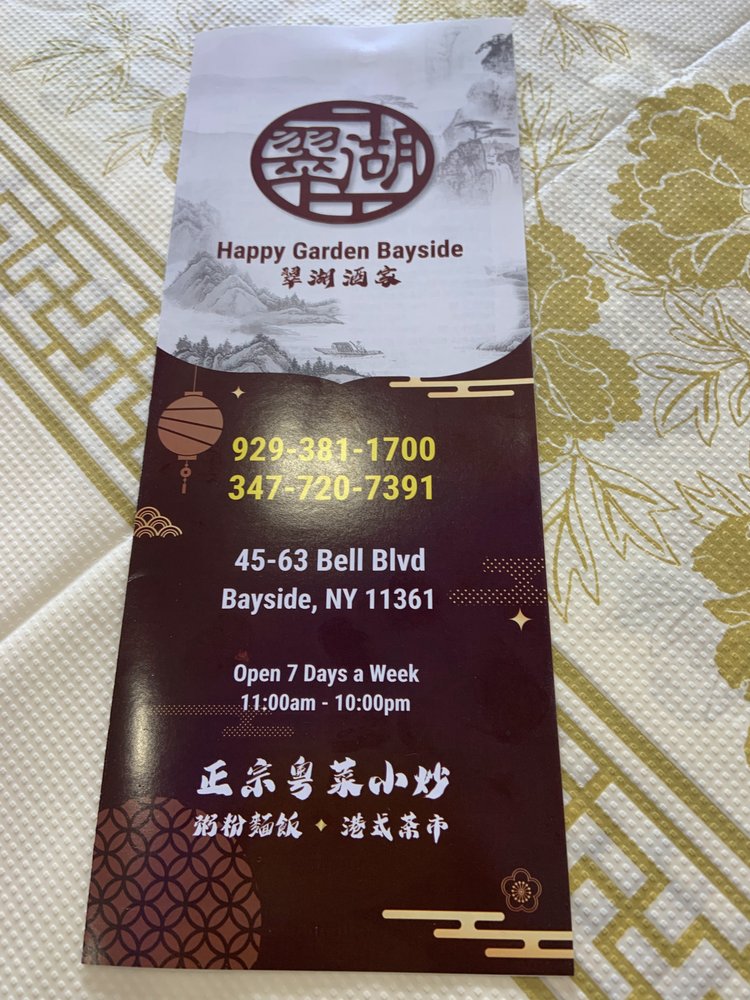 翠湖
Happy Garden Bayside
翠湖酒家
929-381-1700
347-720-7391
45-63 Bell Blvd
Bayside, NY 11361
Open 7 Days a Week
11:00am - 10:00pm
正宗粤菜小炒
粥粉麵飯 ✦ 港式茶市